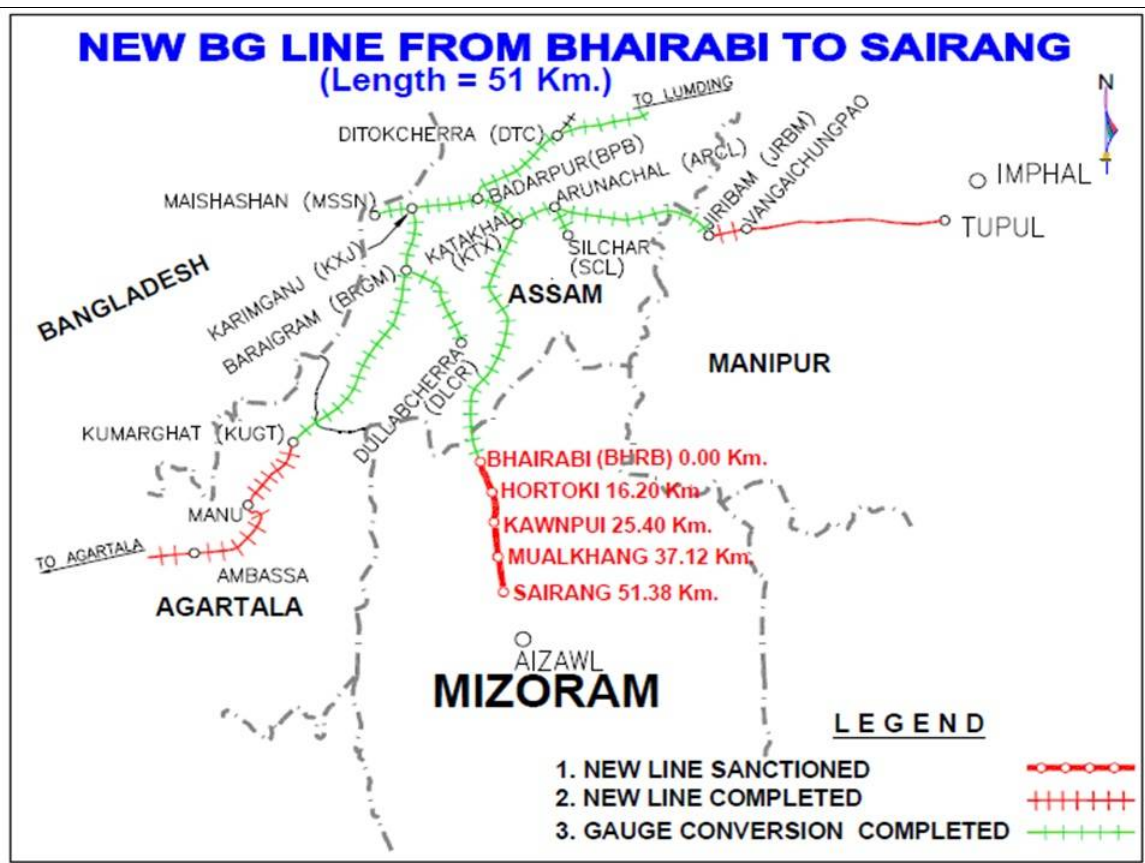 NEW BG LINE FROM BHAIRABI TO SAIRANG
(Length = 51 Km.)
TO LUMDING
N
DITOKCHERRA (DTC)
BADARPUR(BPB)
ARUNACHAL (ARCL)
JIRIBAM (JRBM)
VANGAICHUNGPAO
IMPHAL
MAISHASHAN (MSSN)
TUPUL
KARIMGANJ (KXJ)
KATAKHAL
(KTX)
SILCHAR
(SCL)
BANGLADESH
BARAIGRAM (BRGM)
ASSAM
MANIPUR
DULLABCHERRA
(DLCR)
KUMARGHAT (KUGT)
BHAIRABI (BHRB) 0.00 Km.
HORTOKI 16.20 Km
MANU
KAWNPUI 25.40 Km.
TO AGARTALA
MUALKHANG 37.12 Km.
AMBASSA
SAIRANG 51.38 Km.
AGARTALA
AIZAWL
MIZORAM
LEGEND
1. NEW LINE SANCTIONED
2. NEW LINE COMPLETED
3. GAUGE CONVERSION COMPLETED